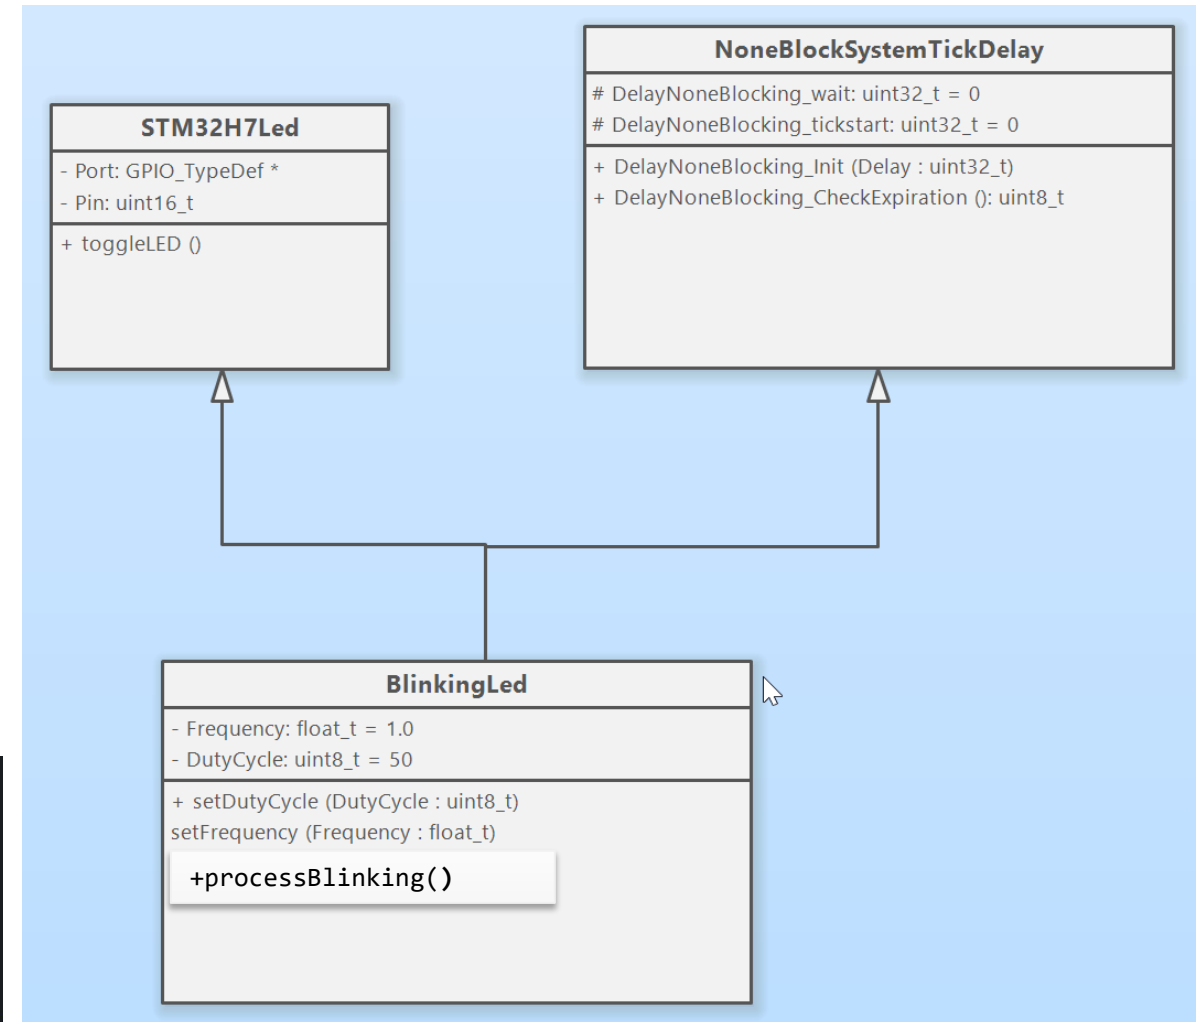 NoneBlockSystemTickDelay
# DelayNoneBlocking_wait: uint32_t = 0
# DelayNoneBlocking_tickstart: uint32_t = 0
+ DelayNoneBlocking_Init (Delay : uint32_t)
+ DelayNoneBlocking_CheckExpiration (): uint8_t
STM32H7Led
- Port: GPIO_TypeDef *
- Pin: uint16_t
+ toggleLED ()
BlinkingLed
- Frequency: float_t = 1.0
- DutyCycle: uint8_t = 50
+ setDutyCycle (DutyCycle : uint8_t)
setFrequency (Frequency : float_t)
+processBlinking()